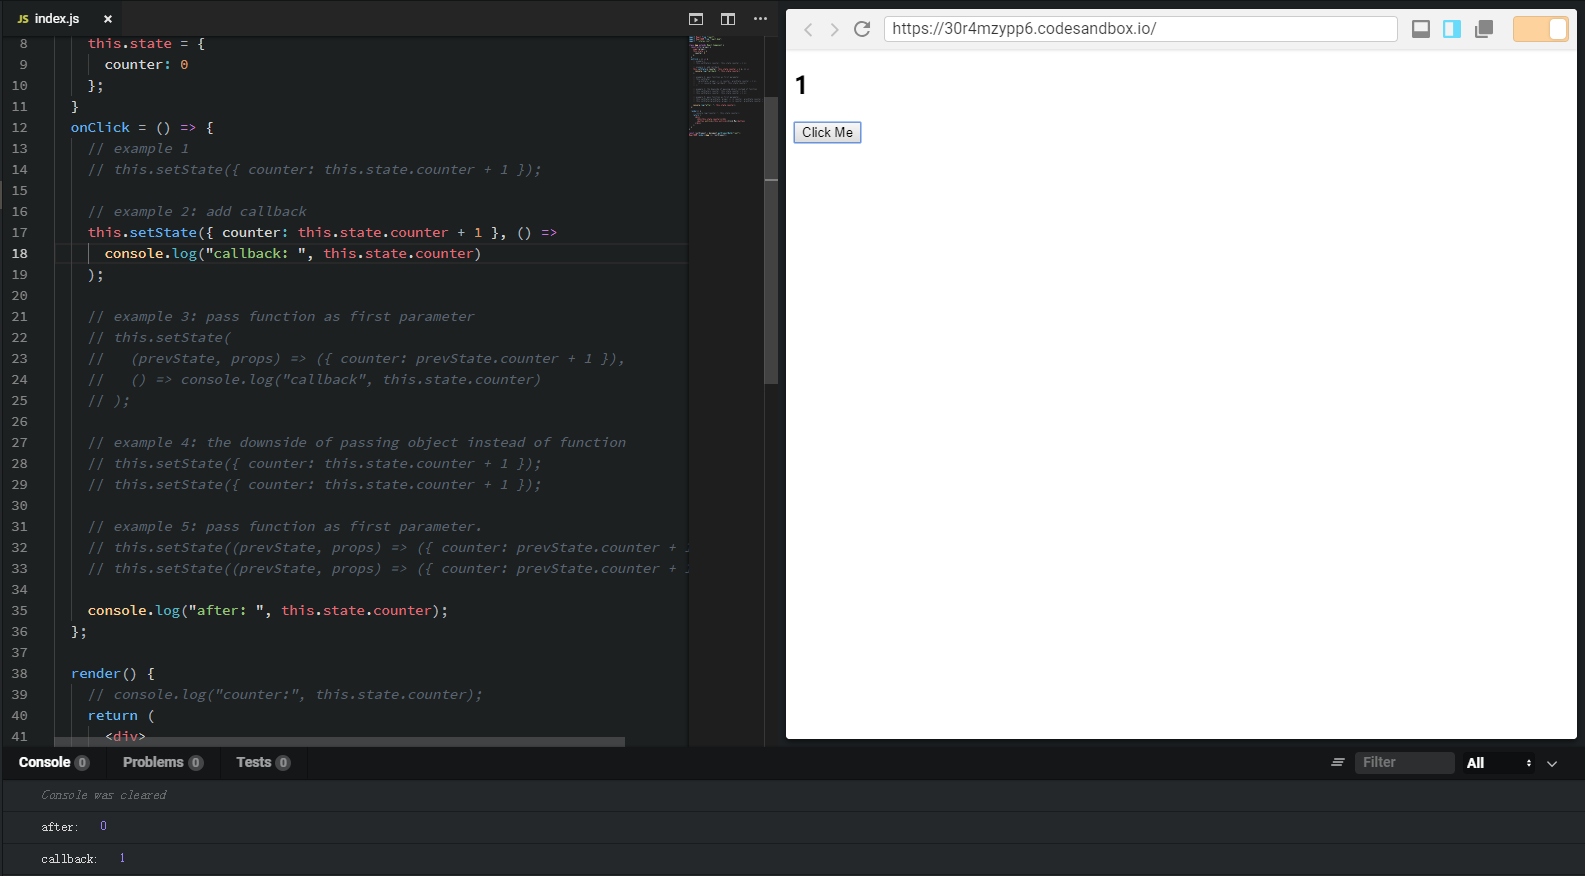 JS index.js ×
8 this.state = {
9 counter: 0
10 };
11 }
12 onClick = () => {
13 // example 1
14 // this.setState({ counter: this.state.counter + 1 });
15
16 // example 2: add callback
17 this.setState({ counter: this.state.counter + 1 }, () =>
18 console.log("callback: ", this.state.counter)
19 );
20
21 // example 3: pass function as first parameter
22 // this.setState(
23 // (prevState, props) => ({ counter: prevState.counter + 1 }),
24 // () => console.log("callback", this.state.counter)
25 // );
26
27 // example 4: the downside of passing object instead of function
28 // this.setState({ counter: this.state.counter + 1 });
29 // this.setState({ counter: this.state.counter + 1 });
30
31 // example 5: pass function as first parameter.
32 // this.setState((prevState, props) => ({ counter: prevState.counter + 1
33 // this.setState((prevState, props) => ({ counter: prevState.counter + 1
34
35 console.log("after: ", this.state.counter);
36 };
37
38 render() {
39 // console.log("counter:", this.state.counter);
40 return (
41 <div>
https://30r4mzypp6.codesandbox.io/
1
Click Me
Console 0 Problems 0 Tests 0 Filter All
Console was cleared
after: 0
callback: 1